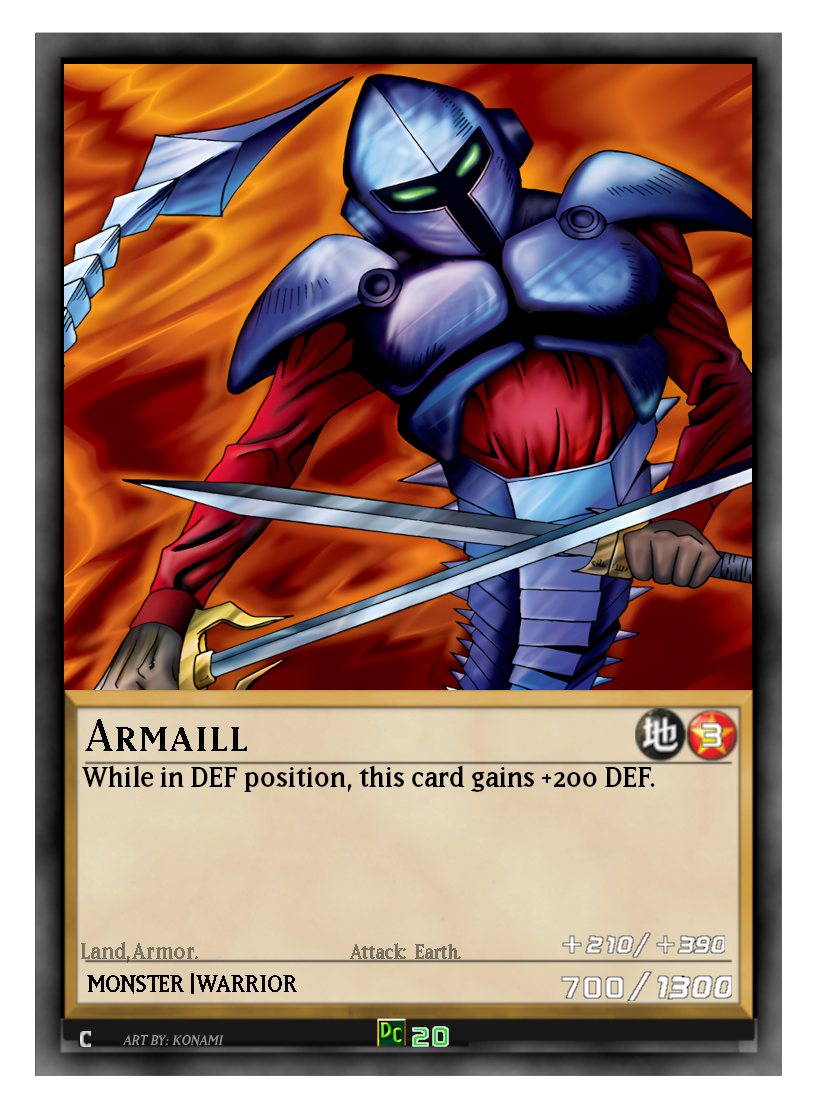 ARMAILL 地 3
While in DEF position, this card gains +200 DEF.
Land,Armor. Attack: Earth. +210/+390
MONSTER |WARRIOR 700/1300
C ART BY: KONAMI DC 20